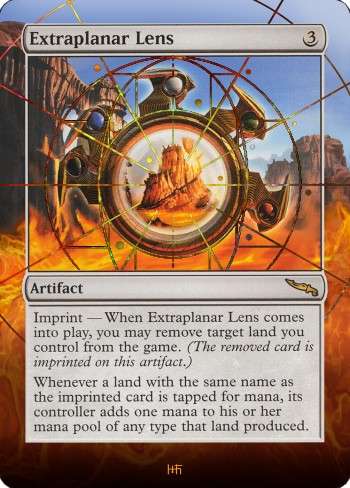 Extraplanar Lens 3
Artifact
Imprint — When Extraplanar Lens comes
into play, you may remove target land you
control from the game. (The removed card is
imprinted on this artifact.)
Whenever a land with the same name as
the imprinted card is tapped for mana, its
controller adds one mana to his or her
mana pool of any type that land produced.